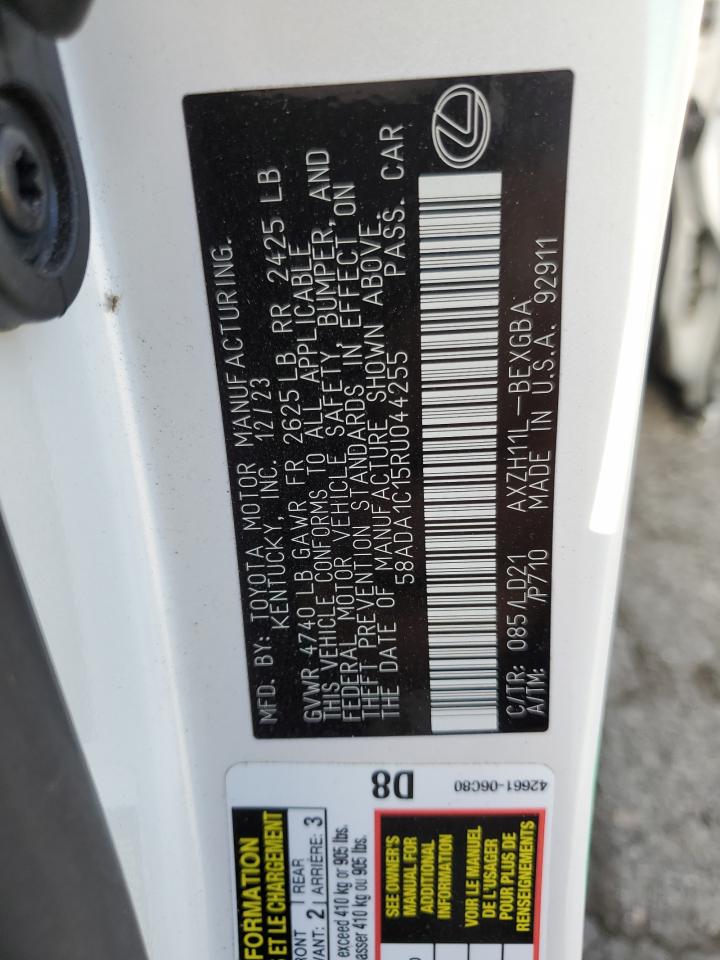 MFD. BY: TOYOTA MOTOR MANUFACTURING.
KENTUCKY, INC. 12/23
GVWR 4740 LB GAWR FR 2625 LB RR 2425 LB
THIS VEHICLE CONFORMS TO ALL APPLICABLE
FEDERAL MOTOR VEHICLE SAFETY, BUMPER, AND
THEFT PREVENTION STANDARDS IN EFFECT ON
THE DATE OF MANUFACTURE SHOWN ABOVE.
58ADA1C15RU044255 PASS. CAR
C/TR: 085/LD21 AXZH11L-BEXGBA
A/TM: /P710 MADE IN U.S.A. 92911
D8
42661-06C80
FORMATION
ET LE CHARGEMENT
FRONT 2 REAR 3
VANT: ARRIÈRE:
exceed 410 kg or 905 lbs.
asser 410 kg ou 905 lbs.
SEE OWNER'S
MANUAL FOR
ADDITIONAL
INFORMATION
VOIR LE MANUEL
DE L'USAGER
POUR PLUS DE
RENSEIGNEMENTS